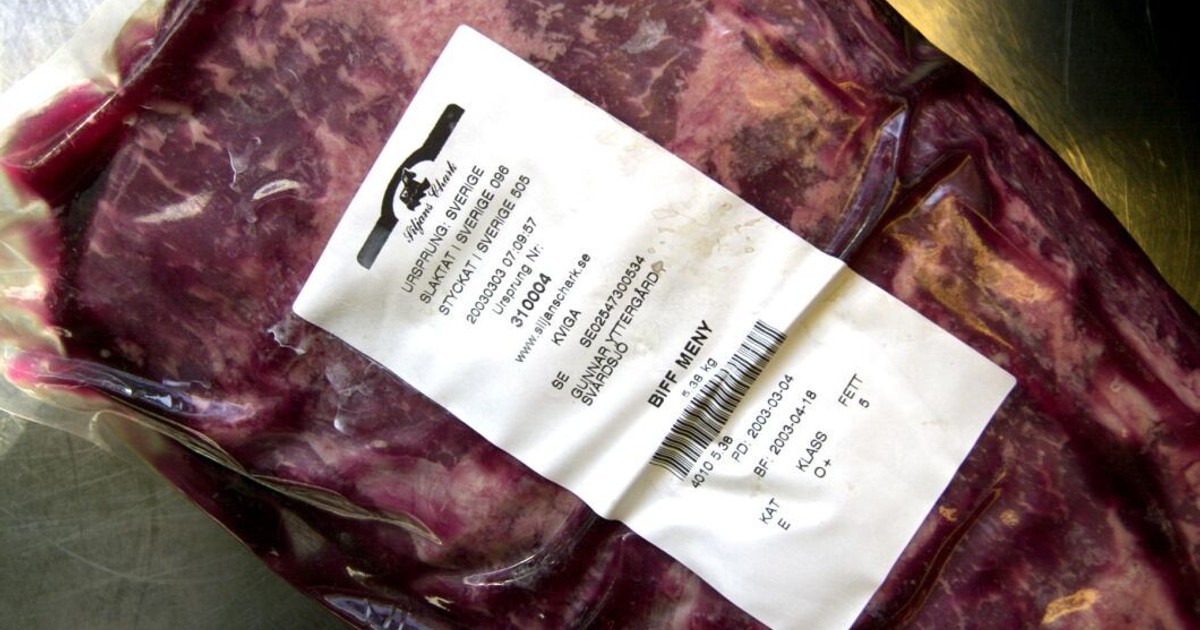 Siljans Chark
URSPRUNG: SVERIGE
SLAKTAT I SVERIGE 098
STYCKAT I SVERIGE 505
20030303 07:09:57
Ursprung Nr:
310004
www.siljanschark.se
KVIGA
SE SE02547300534
GUNNAR YTTERGÅRD
SVÄRDSJÖ
BIFF MENY
5.38 kg
4010 5.38
PD: 2003-03-04
BF: 2003-04-18
KAT KLASS FETT
E O+ 5